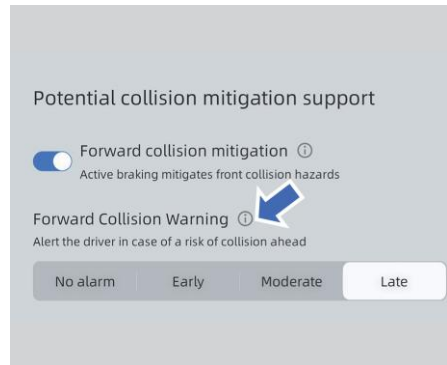 Potential collision mitigation support
Forward collision mitigation
Active braking mitigates front collision hazards
Forward Collision Warning
Alert the driver in case of a risk of collision ahead
No alarm Early Moderate Late